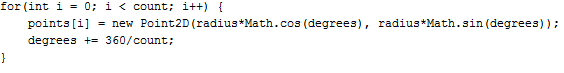 for(int i = 0; i < count; i++) {
points[i] = new Point2D(radius*Math.cos(degrees), radius*Math.sin(degrees));
degrees += 360/count;
}